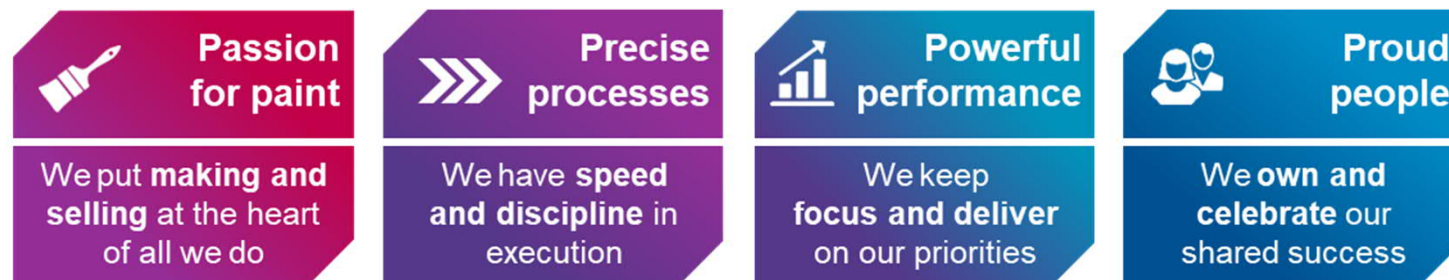 Passion
for paint
We put making and
selling at the heart
of all we do
Precise
processes
We have speed
and discipline in
execution
Powerful
performance
We keep
focus and deliver
on our priorities
Proud
people
We own and
celebrate our
shared success